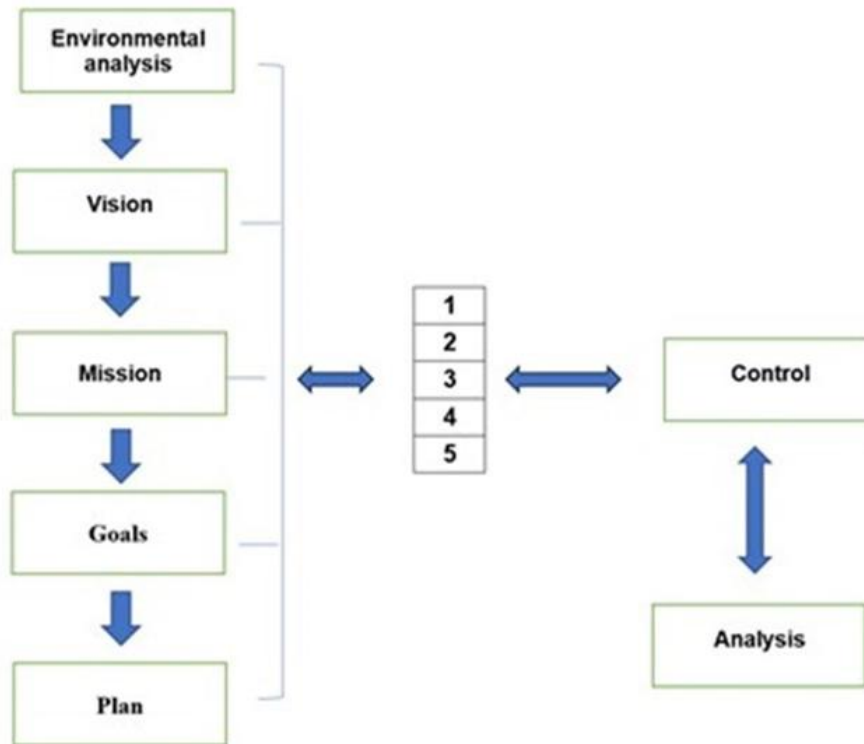 Environmental
analysis
Vision
Mission
Goals
Plan
1
2
3
4
5
Control
Analysis